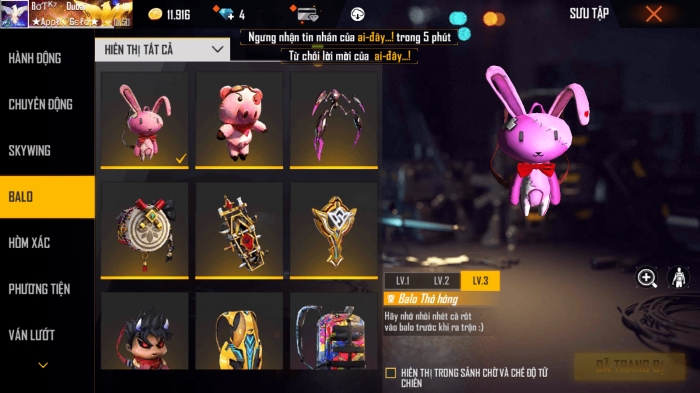 11.916
4
SƯU TẬP
Ngưng nhận tin nhắn của ai-đây...! trong 5 phút
Từ chối lời mời của ai-đây...!
HÀNH ĐỘNG
HIỂN THỊ TẤT CẢ
CHUYỂN ĐỘNG
SKYWING
BALO
HÒM XÁC
PHƯƠNG TIỆN
VÁN LƯỚT
LV.1 LV.2 LV.3
Balo Thỏ hồng
Hãy nhớ nhồi nhét cà rốt
vào balo trước khi ra trận :)
HIỂN THỊ TRONG SẢNH CHỜ VÀ CHẾ ĐỘ TỬ
CHIẾN
ĐÃ TRANG BỊ